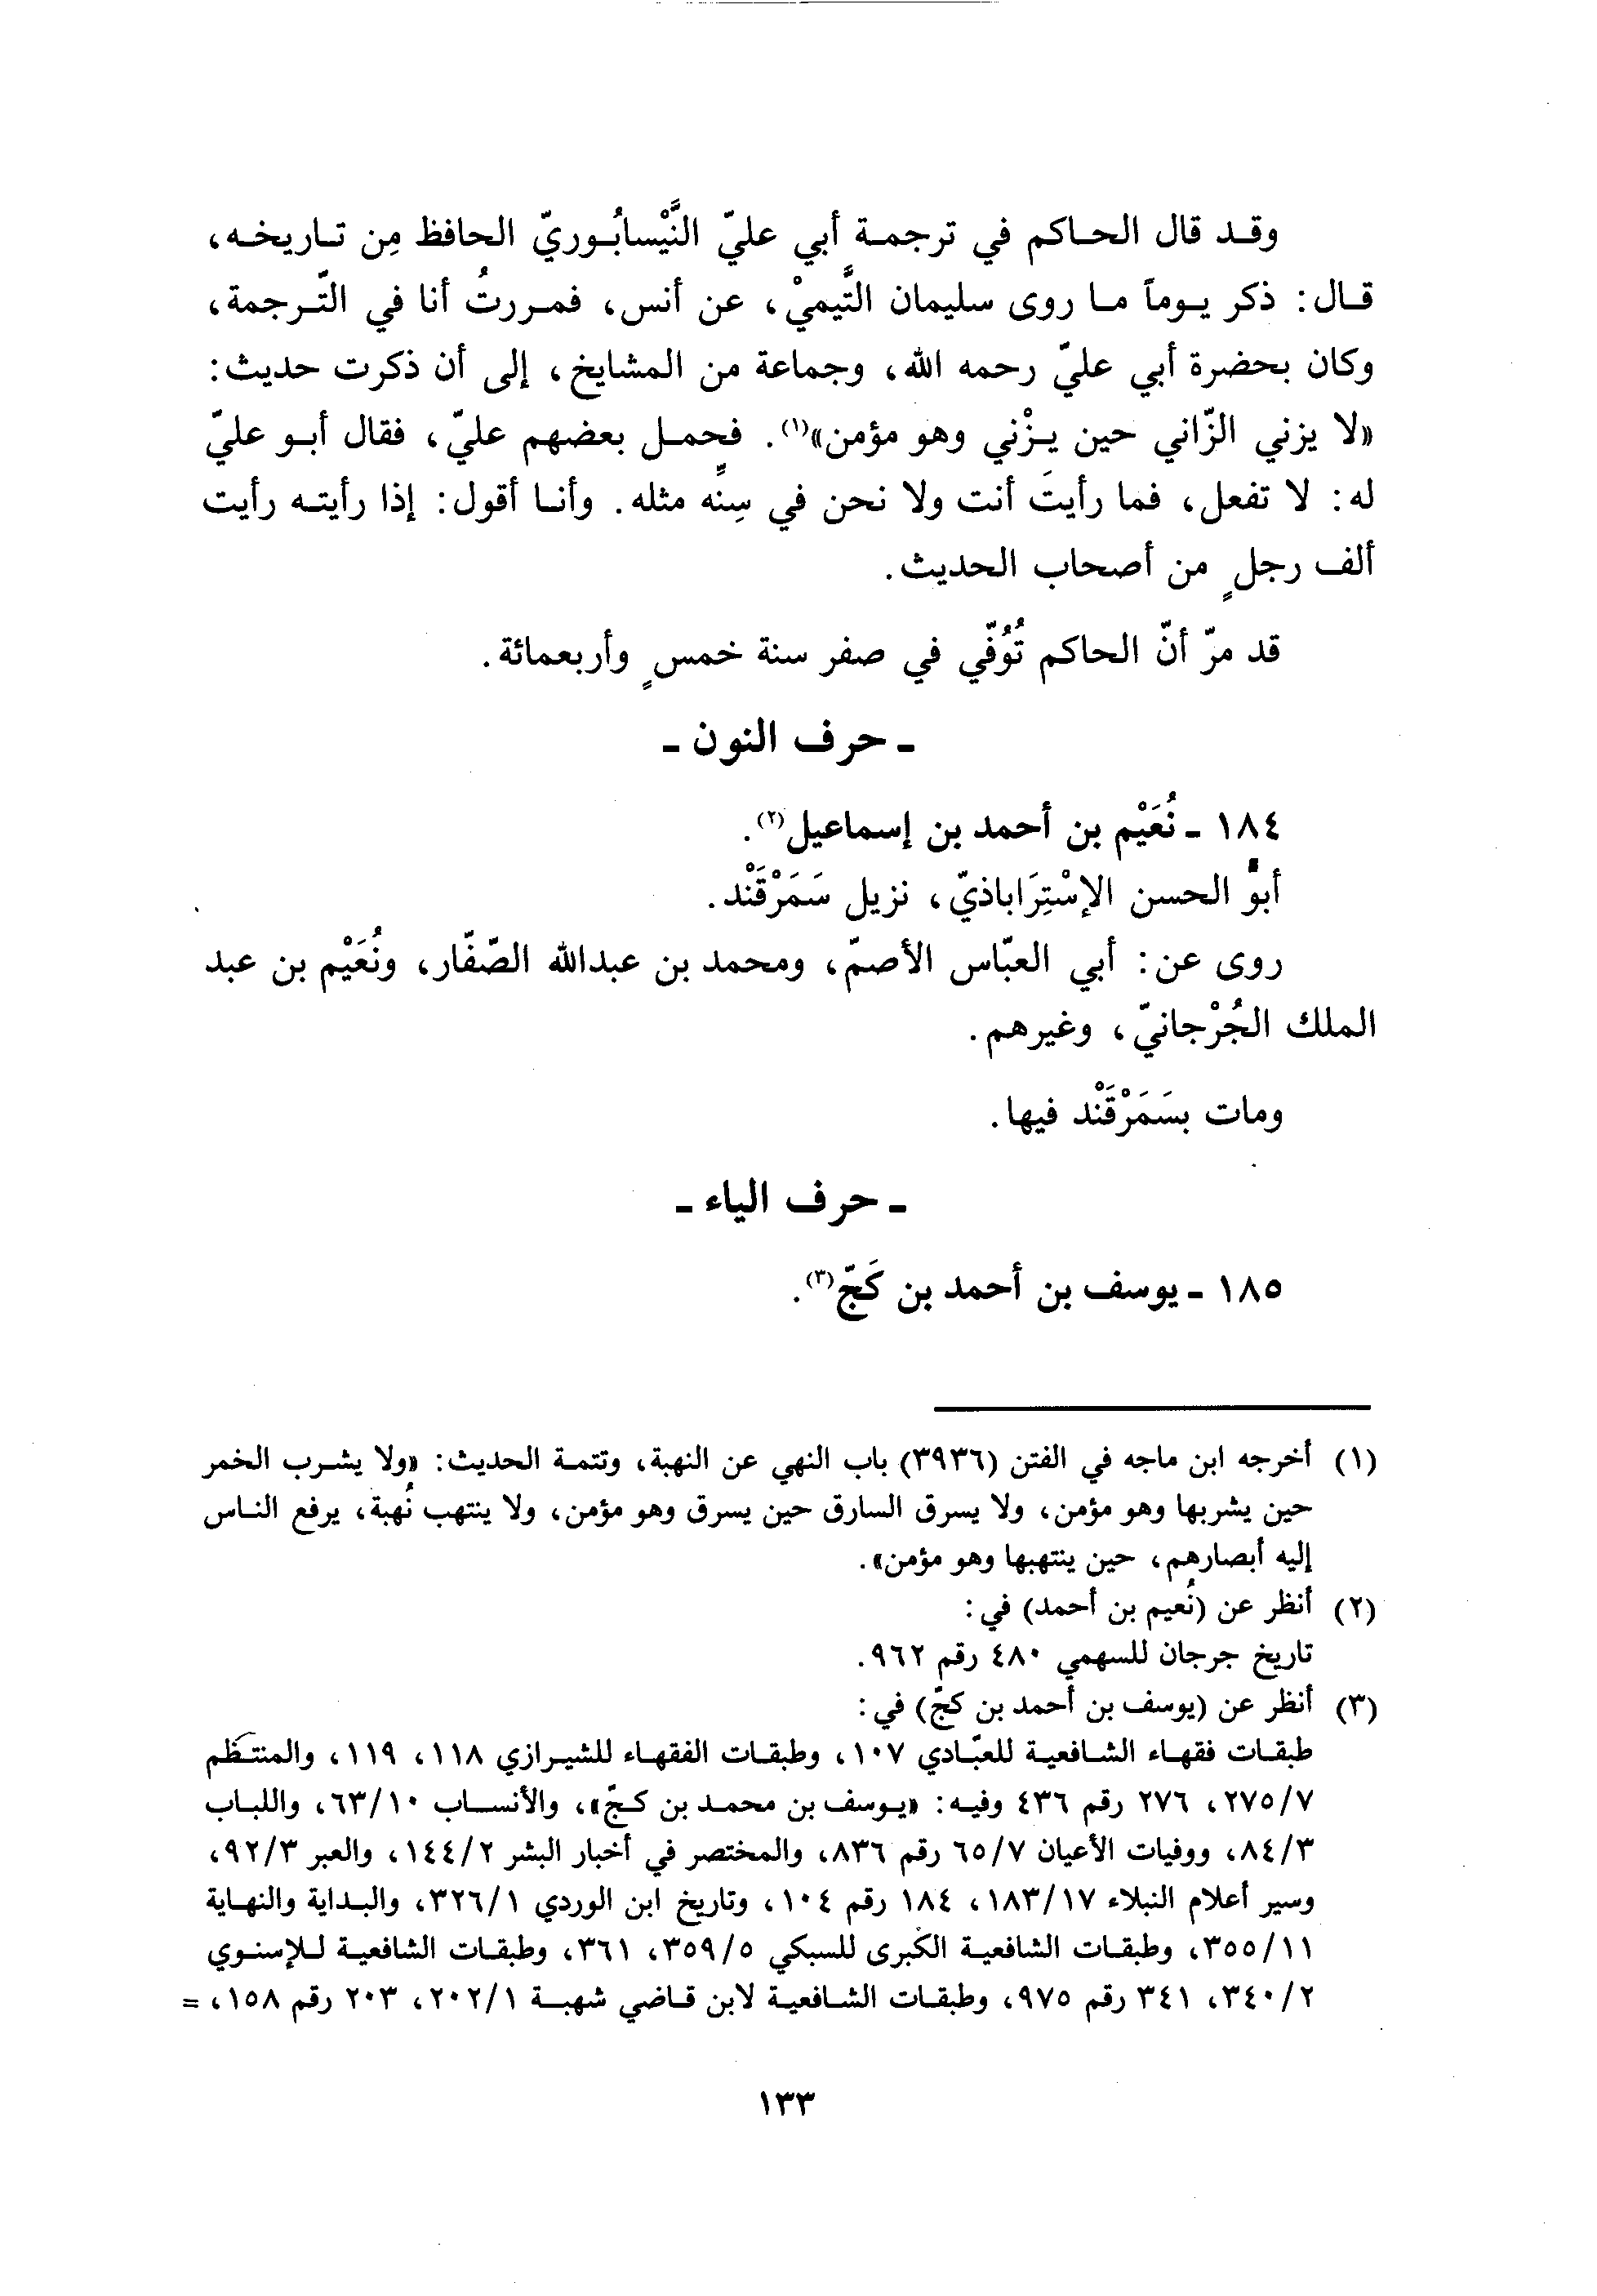 وقد قال الحاكم في ترجمة أبي عليّ النَّيْسابُوريّ الحافظ مِن تاريخه،
قال: ذكر يوماً ما روى سليمان التَّيميْ، عن أنس، فمررتُ أنا في التّرجمة،
وكان بحضرة أبي عليّ رحمه الله، وجماعة من المشايخ، إلى أن ذكرت حديث:
«لا يزني الزّاني حين يزْني وهو مؤمن»(١). فحمل بعضهم عليّ، فقال أبو عليّ
له: لا تفعل، فما رأيتَ أنت ولا نحن في سِنِّه مثله. وأنا أقول: إذا رأيته رأيت
ألف رجلٍ من أصحاب الحديث.
قد مرّ أنّ الحاكم تُوُفّي في صفر سنة خمسٍ وأربعمائة.
ـ حرف النون ـ
١٨٤ ـ نُعَيْم بن أحمد بن إسماعيل(٢).
أبو الحسن الإسْتِرَاباذيّ، نزيل سَمَرْقَنْد.
روى عن: أبي العبّاس الأصمّ، ومحمد بن عبدالله الصّفّار، ونُعَيْم بن عبد
الملك الجُرْجانيّ، وغيرهم.
ومات بسَمَرْقَنْد فيها.
ـ حرف الياء ـ
١٨٥ ـ يوسف بن أحمد بن كَجّ(٣).
(١) أخرجه ابن ماجه في الفتن (٣٩٣٦) باب النهي عن النهبة، وتتمة الحديث: «ولا يشرب الخمر
حين يشربها وهو مؤمن، ولا يسرق السارق حين يسرق وهو مؤمن، ولا ينتهب نُهبة، يرفع الناس
إليه أبصارهم، حين ينتهبها وهو مؤمن».
(٢) أنظر عن (نُعيم بن أحمد) في:
تاريخ جرجان للسهمي ٤٨٠ رقم ٩٦٢.
(٣) أنظر عن (يوسف بن أحمد بن كجّ) في:
طبقات فقهاء الشافعية للعبّادي ١٠٧، وطبقات الفقهاء للشيرازي ١١٨، ١١٩، والمنتظم
٢٧٥/٧، ٢٧٦ رقم ٤٣٦ وفيه: «يوسف بن محمد بن كجّ»، والأنساب ٦٣/١٠، واللباب
٨٤/٣، ووفيات الأعيان ٦٥/٧ رقم ٨٣٦، والمختصر في أخبار البشر ١٤٤/٢، والعبر ٩٢/٣،
وسير أعلام النبلاء ١٨٣/١٧، ١٨٤ رقم ١٠٤، وتاريخ ابن الوردي ٣٢٦/١، والبداية والنهاية
٣٥٥/١١، وطبقات الشافعية الكبرى للسبكي ٣٥٩/٥، ٣٦١، وطبقات الشافعية للإسنوي
٣٤٠/٢، ٣٤١ رقم ٩٧٥، وطبقات الشافعية لابن قاضي شهبة ٢٠٢/١، ٢٠٣ رقم ١٥٨، =
١٣٣